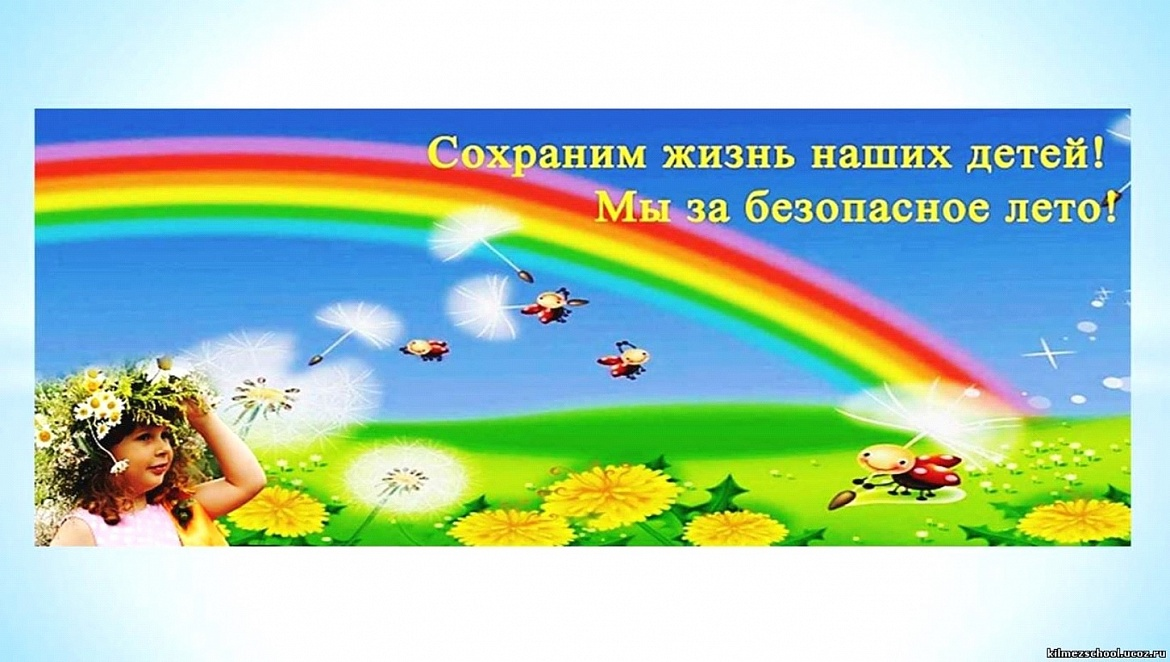 Сохраним жизнь наших детей!
Мы за безопасное лето!
kilmezschool.ucoz.ru